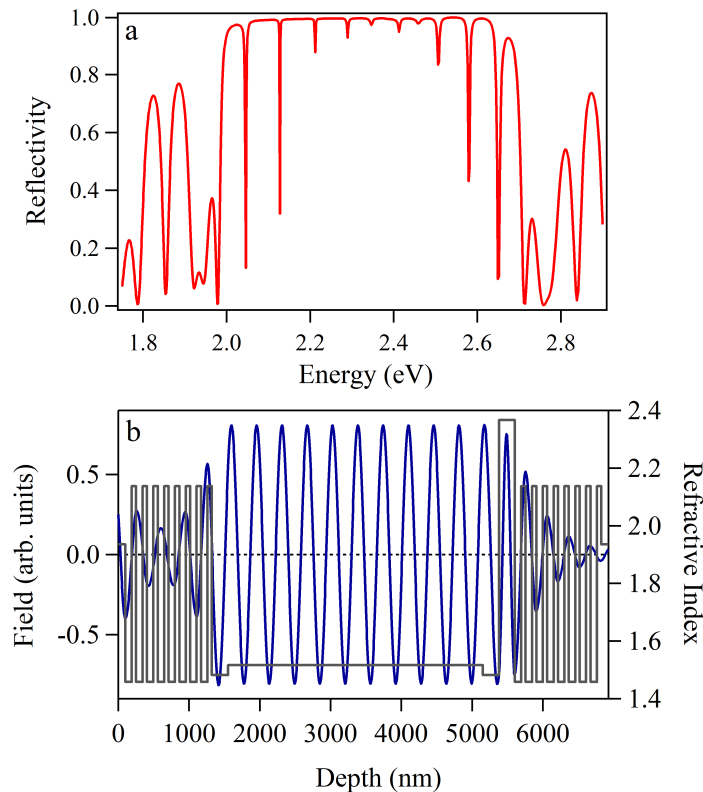 a
1.0
0.8
0.6
0.4
0.2
0.0
Reflectivity
1.8 2.0 2.2 2.4 2.6 2.8
Energy (eV)
b
0.5
0.0
-0.5
Field (arb. units)
2.4
2.2
2.0
1.8
1.6
1.4
Refractive Index
0 1000 2000 3000 4000 5000 6000
Depth (nm)